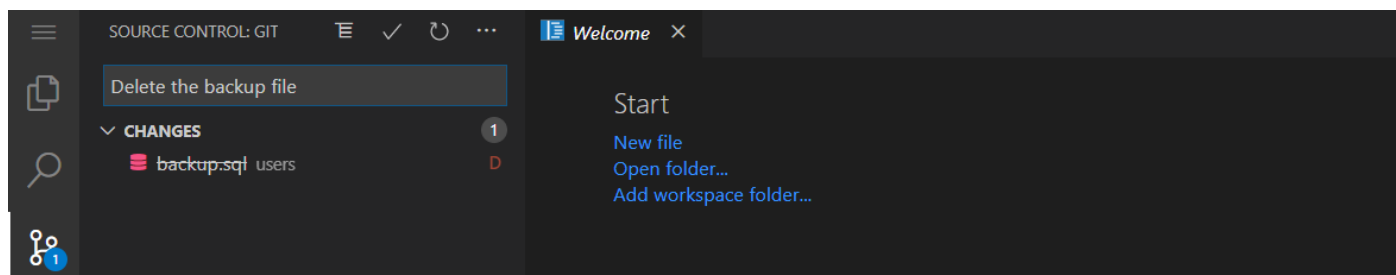 SOURCE CONTROL: GIT
Welcome
Delete the backup file
Start
CHANGES 1
New file
backup.sql users D
Open folder...
Add workspace folder...
1